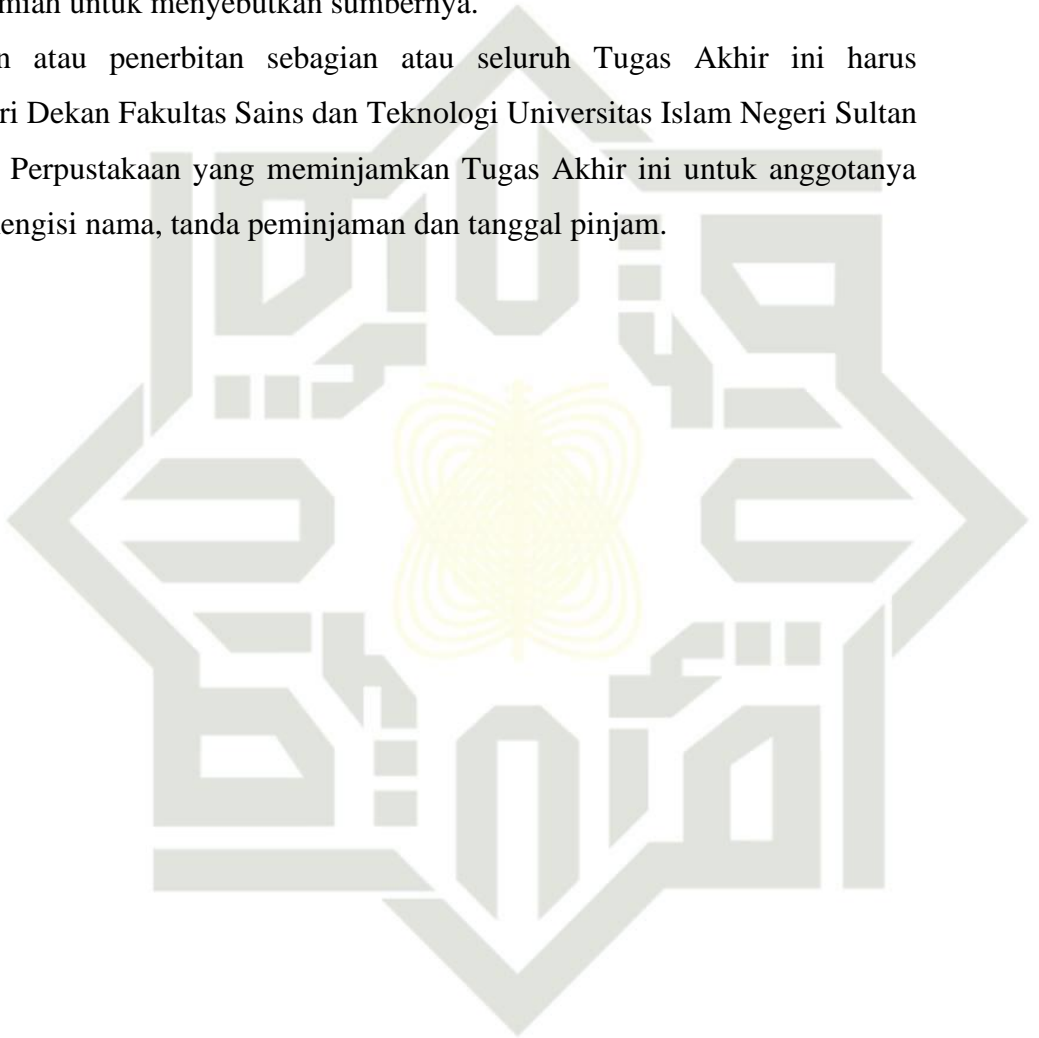 miah untuk menyebutkan sumbernya.
n atau penerbitan sebagian atau seluruh Tugas Akhir ini harus
ri Dekan Fakultas Sains dan Teknologi Universitas Islam Negeri Sultan
Perpustakaan yang meminjamkan Tugas Akhir ini untuk anggotanya
engisi nama, tanda peminjaman dan tanggal pinjam.